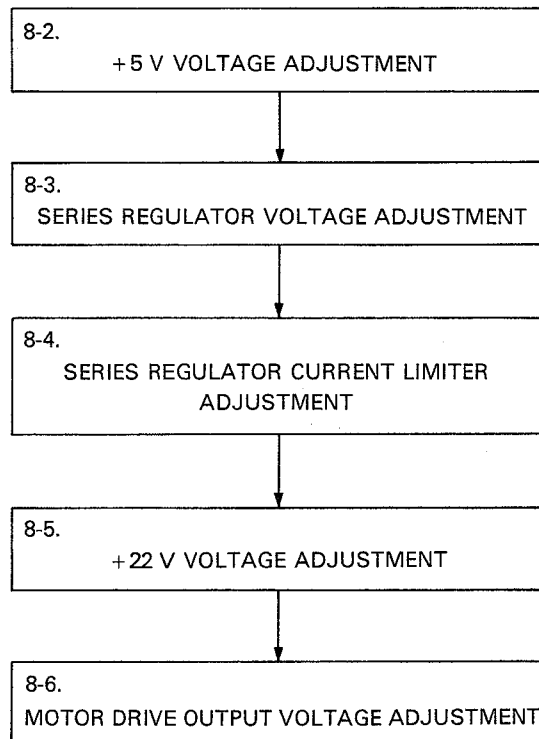 8-2.
+5 V VOLTAGE ADJUSTMENT
8-3.
SERIES REGULATOR VOLTAGE ADJUSTMENT
8-4.
SERIES REGULATOR CURRENT LIMITER
ADJUSTMENT
8-5.
+22 V VOLTAGE ADJUSTMENT
8-6.
MOTOR DRIVE OUTPUT VOLTAGE ADJUSTMENT